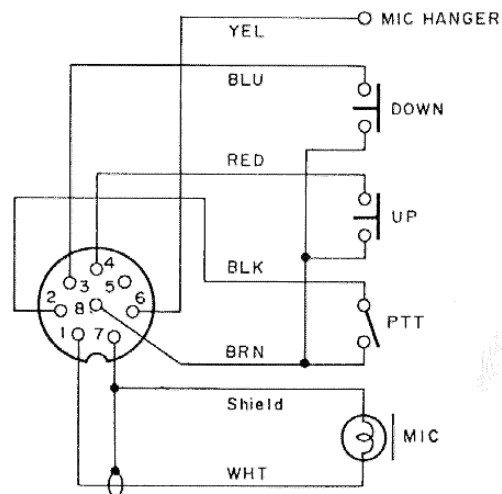 YEL
MIC HANGER
BLU
DOWN
RED
UP
BLK
4
3
5
2
8
6
1
7
PTT
BRN
Shield
MIC
WHT